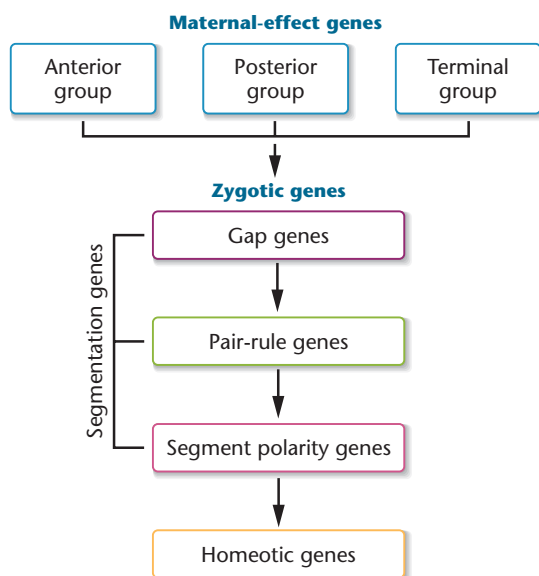 Maternal-effect genes
Anterior
group
Posterior
group
Terminal
group
Zygotic genes
Segmentation genes
Gap genes
Pair-rule genes
Segment polarity genes
Homeotic genes